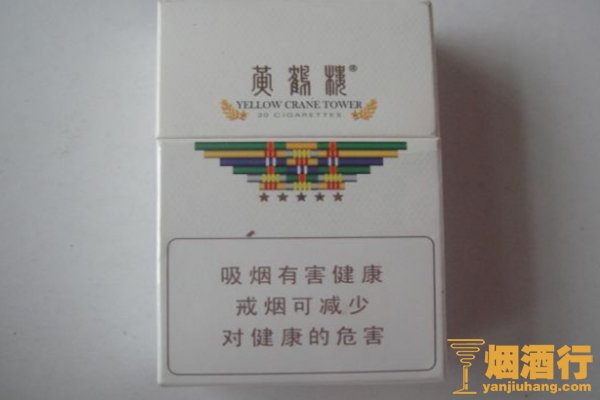 黄鹤楼®
YELLOW CRANE TOWER
20 CIGARETTES
吸烟有害健康
戒烟可减少
对健康的危害
烟酒行
yanjiuhang.com